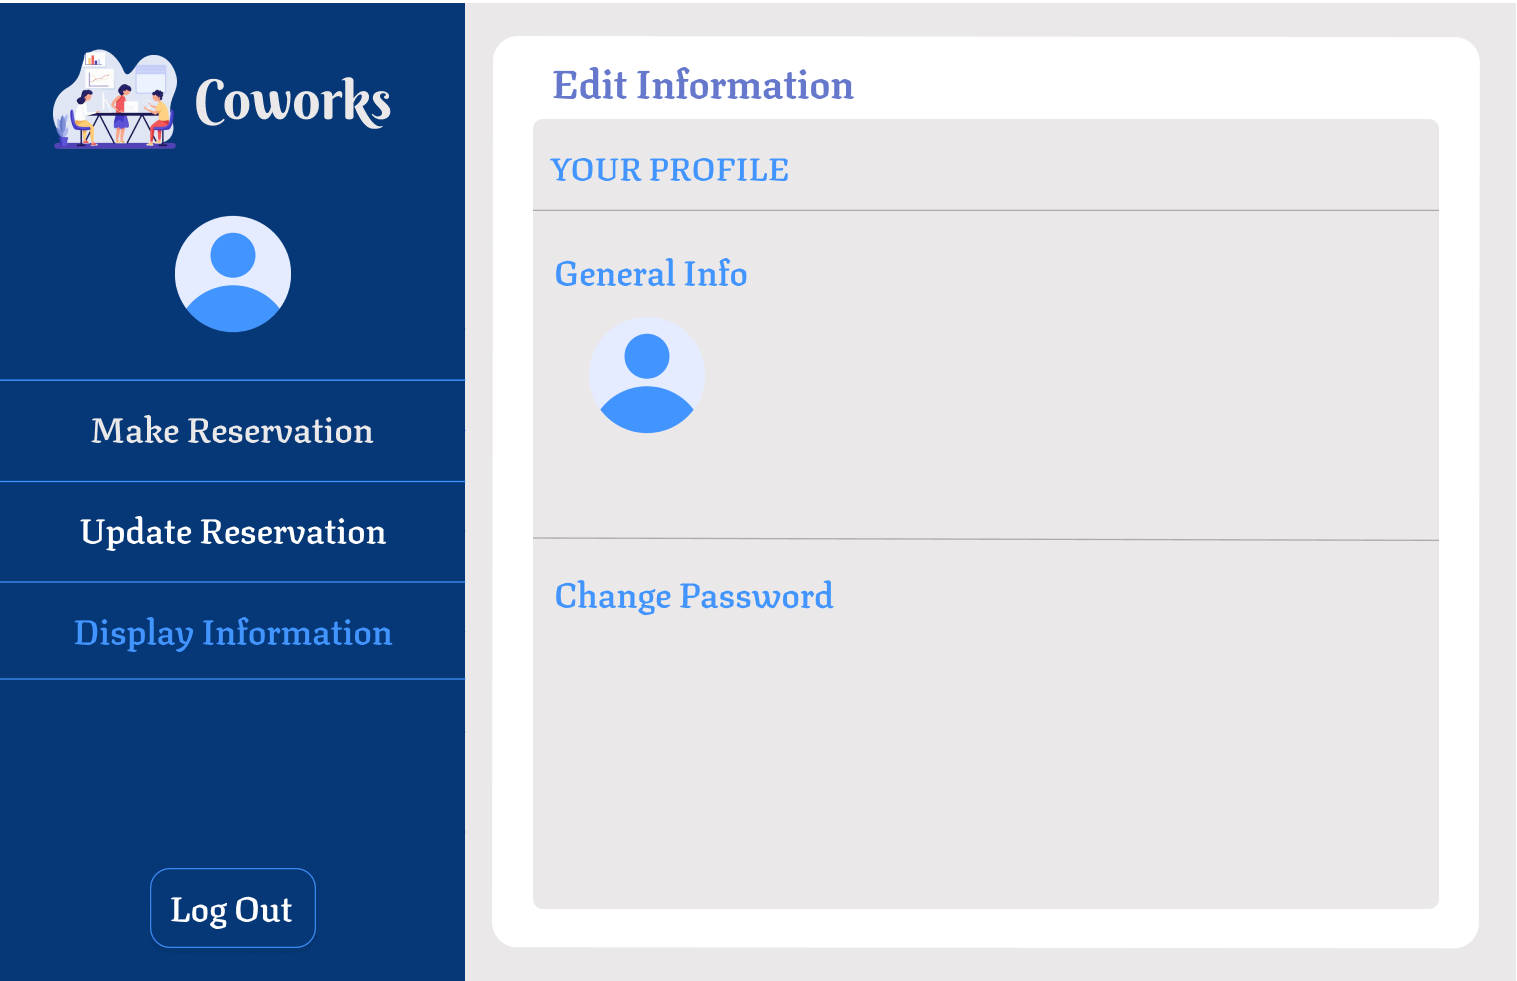 Coworks
Make Reservation
Update Reservation
Display Information
Log Out
Edit Information
YOUR PROFILE
General Info
Change Password